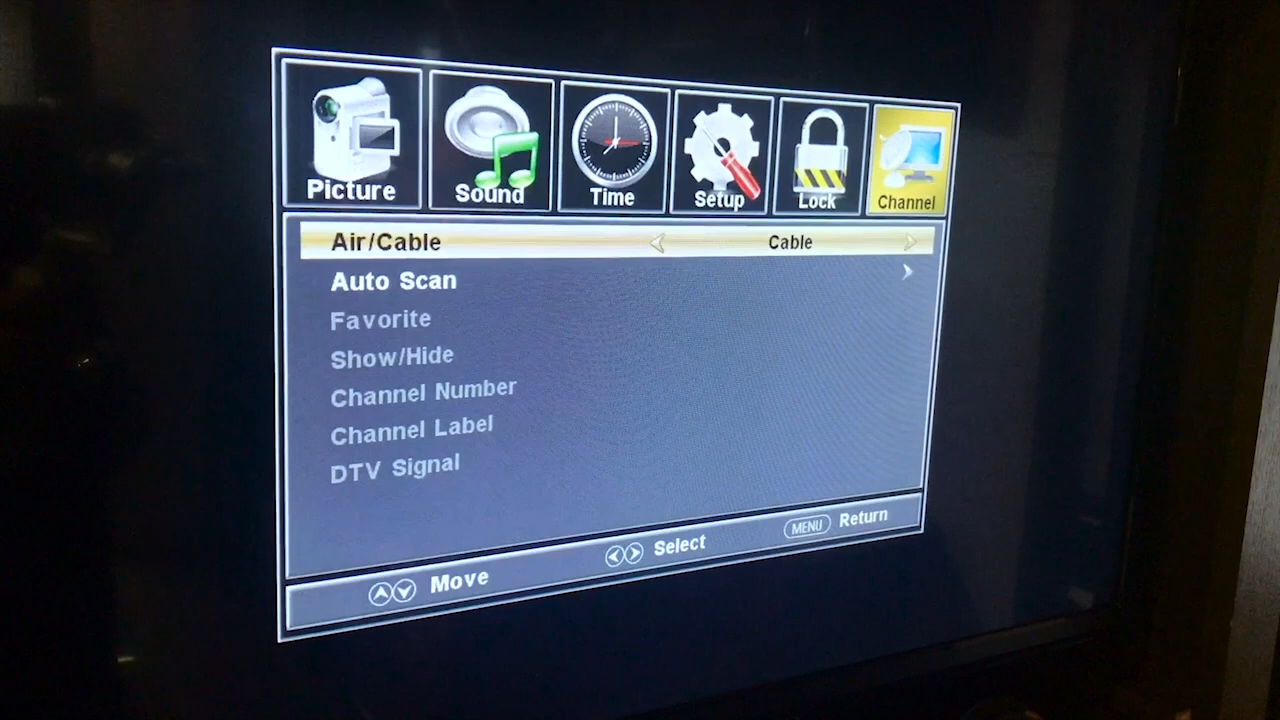 Picture Sound Time Setup Lock Channel
Air/Cable Cable
Auto Scan
Favorite
Show/Hide
Channel Number
Channel Label
DTV Signal
Move Select MENU Return